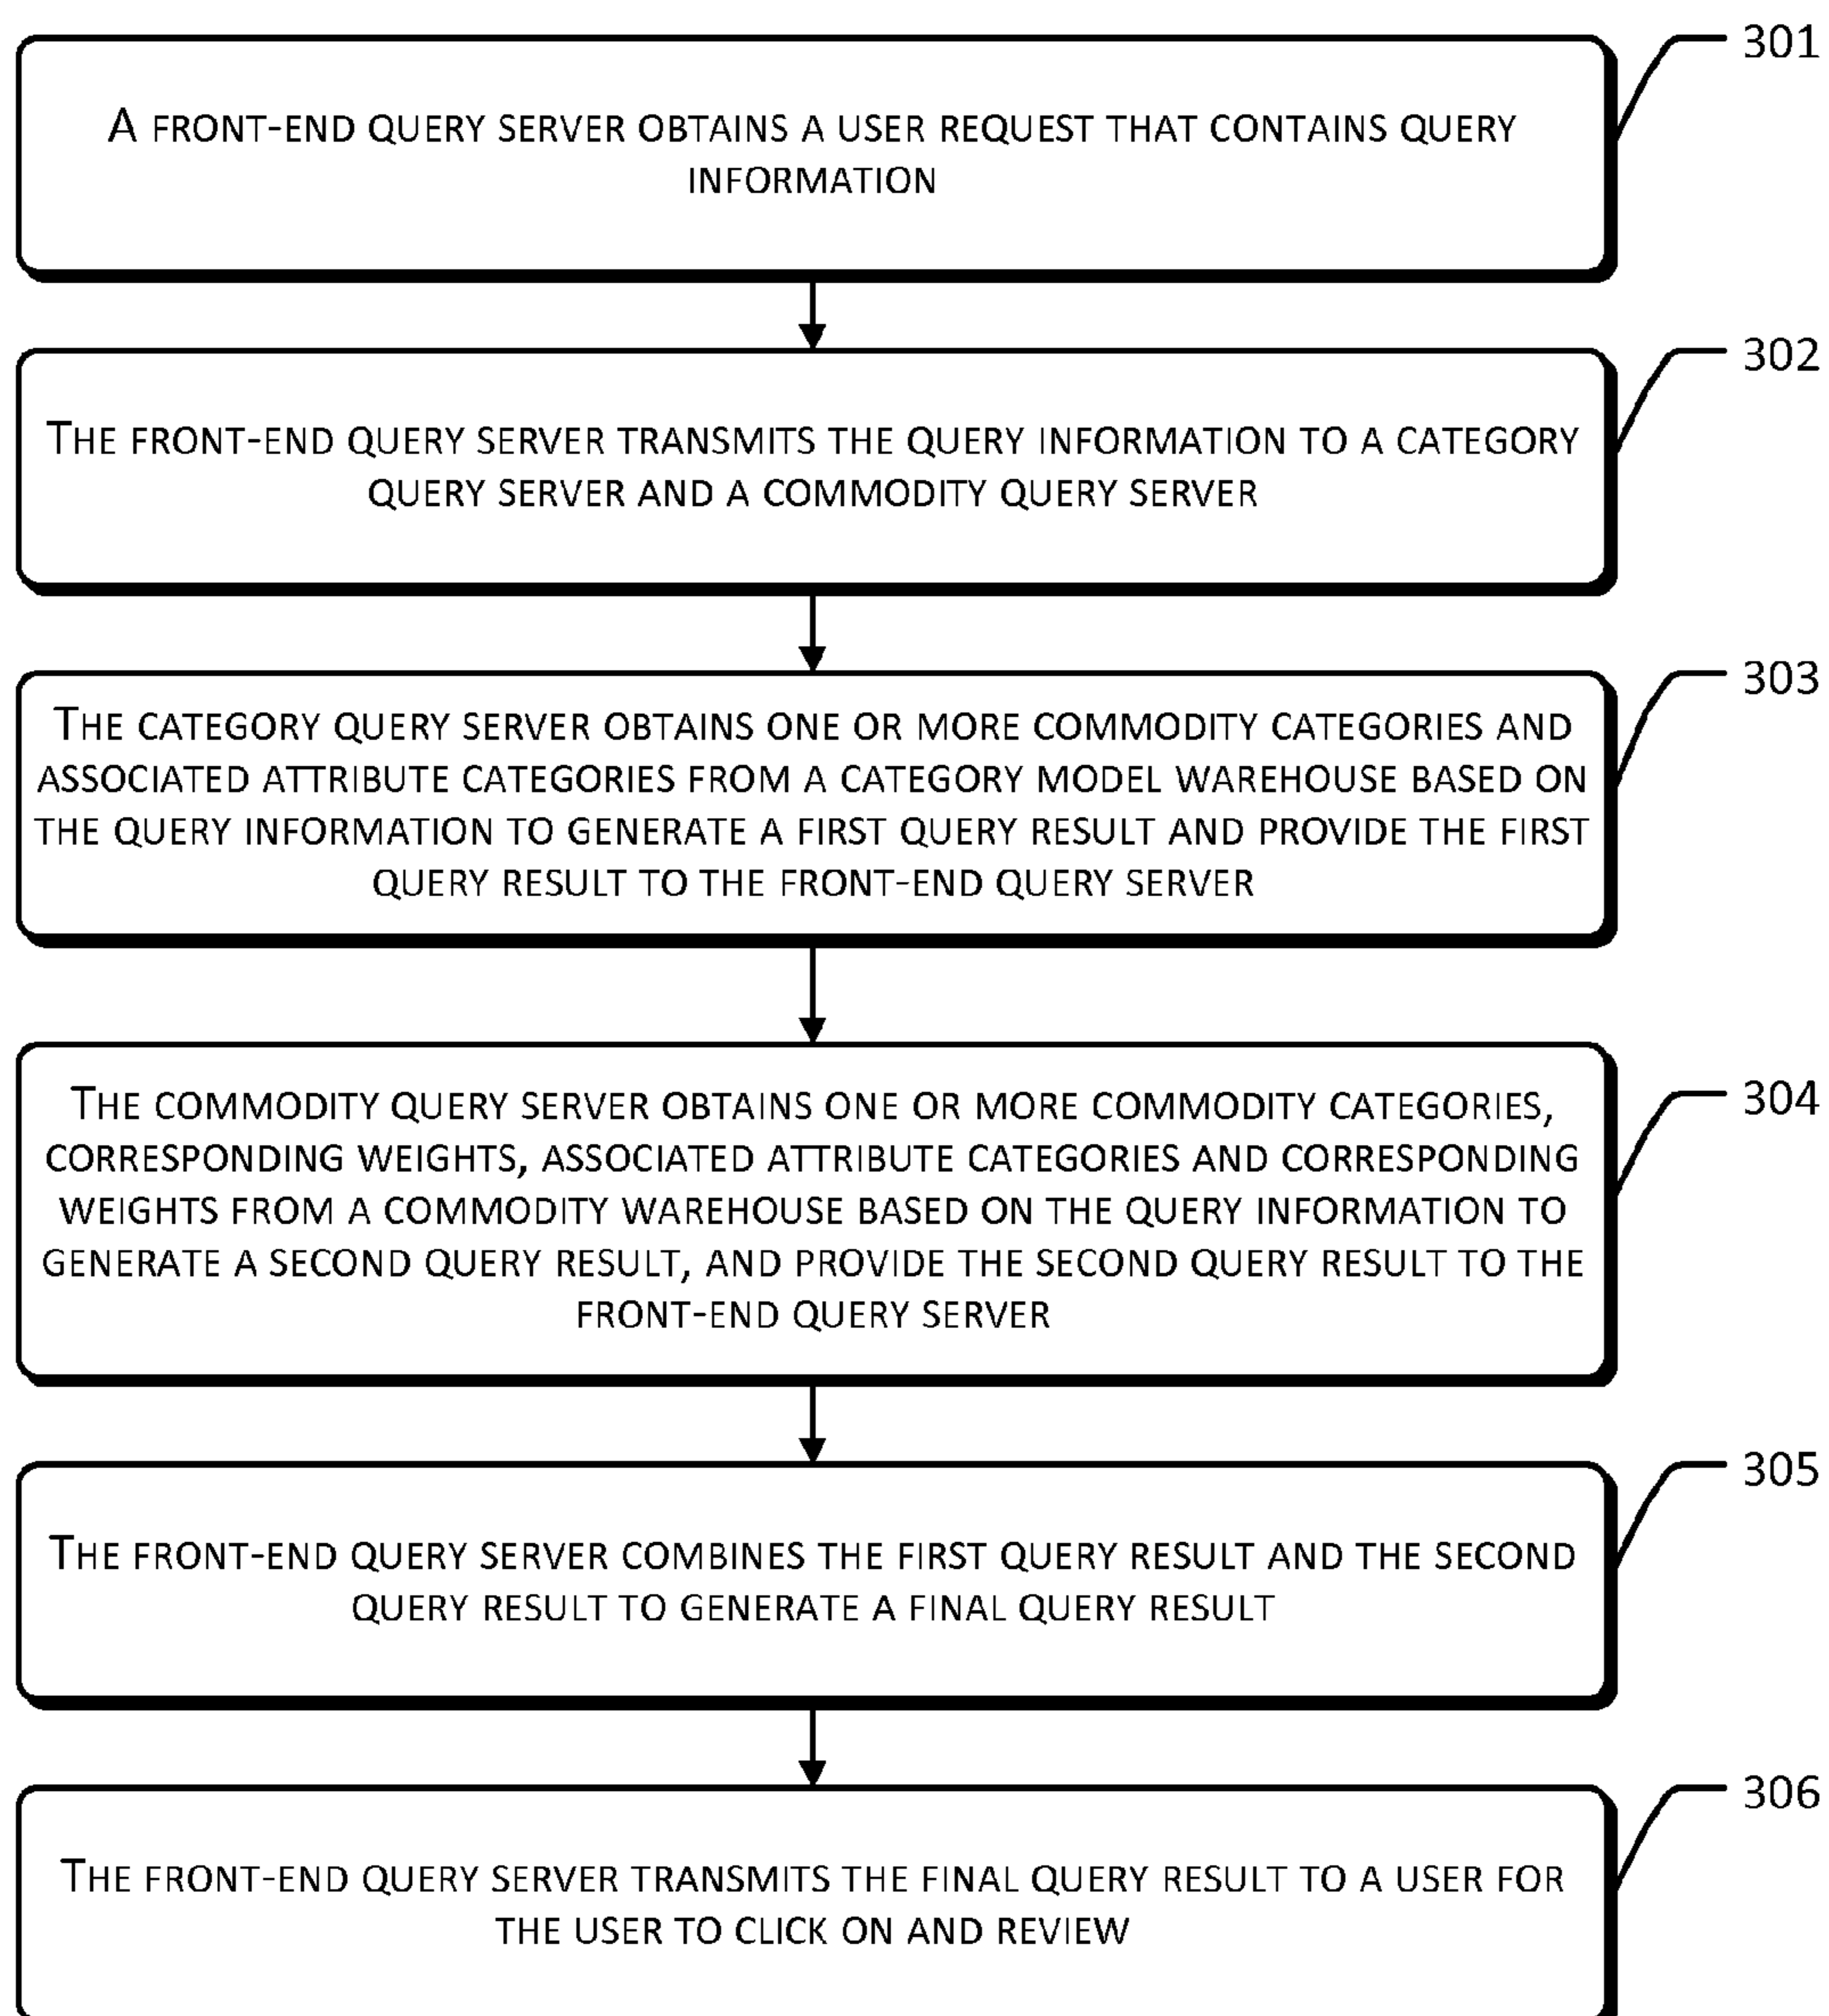 301
A FRONT-END QUERY SERVER OBTAINS A USER REQUEST THAT CONTAINS QUERY
INFORMATION
302
THE FRONT-END QUERY SERVER TRANSMITS THE QUERY INFORMATION TO A CATEGORY
QUERY SERVER AND A COMMODITY QUERY SERVER
303
THE CATEGORY QUERY SERVER OBTAINS ONE OR MORE COMMODITY CATEGORIES AND
ASSOCIATED ATTRIBUTE CATEGORIES FROM A CATEGORY MODEL WAREHOUSE BASED ON
THE QUERY INFORMATION TO GENERATE A FIRST QUERY RESULT AND PROVIDE THE FIRST
QUERY RESULT TO THE FRONT-END QUERY SERVER
304
THE COMMODITY QUERY SERVER OBTAINS ONE OR MORE COMMODITY CATEGORIES,
CORRESPONDING WEIGHTS, ASSOCIATED ATTRIBUTE CATEGORIES AND CORRESPONDING
WEIGHTS FROM A COMMODITY WAREHOUSE BASED ON THE QUERY INFORMATION TO
GENERATE A SECOND QUERY RESULT, AND PROVIDE THE SECOND QUERY RESULT TO THE
FRONT-END QUERY SERVER
305
THE FRONT-END QUERY SERVER COMBINES THE FIRST QUERY RESULT AND THE SECOND
QUERY RESULT TO GENERATE A FINAL QUERY RESULT
306
THE FRONT-END QUERY SERVER TRANSMITS THE FINAL QUERY RESULT TO A USER FOR
THE USER TO CLICK ON AND REVIEW